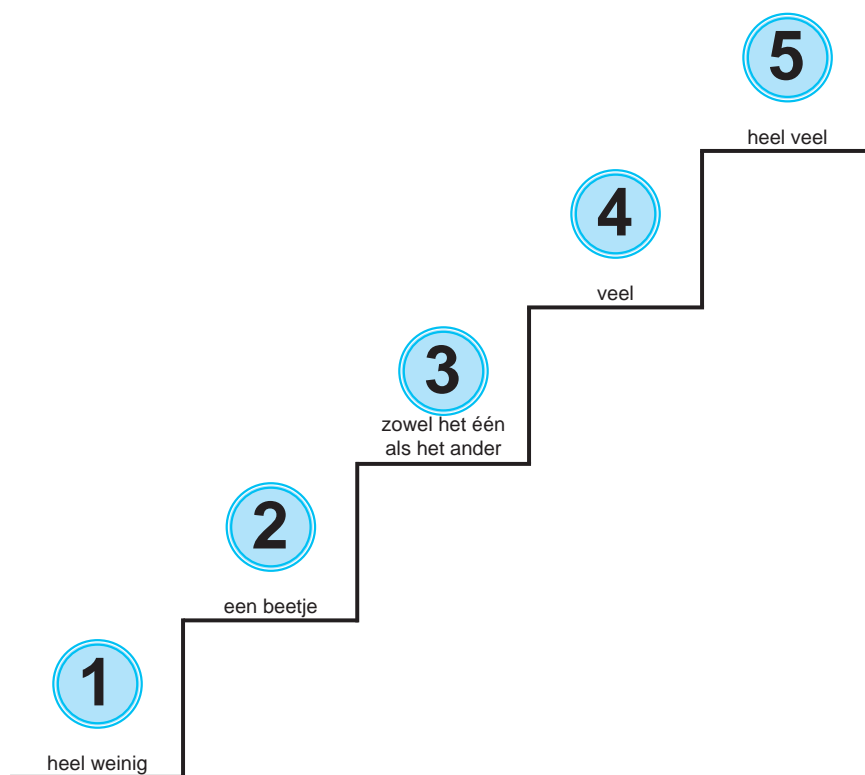 5
heel veel
4
veel
3
zowel het één
als het ander
2
een beetje
1
heel weinig